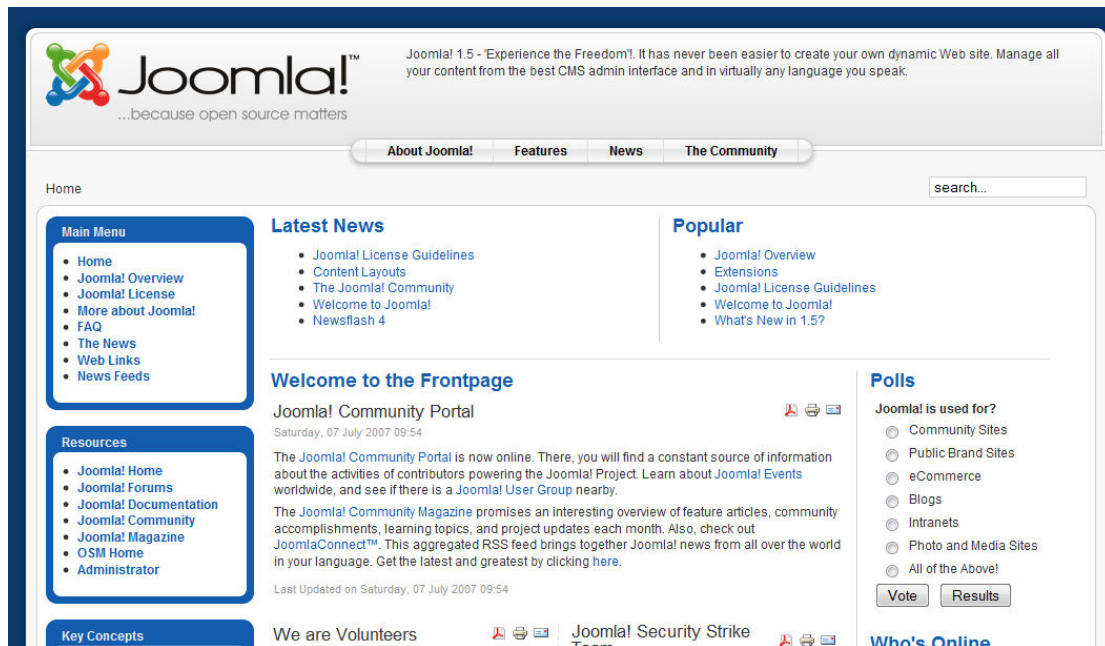 Joomla!™
...because open source matters
Joomla! 1.5 - 'Experience the Freedom'!. It has never been easier to create your own dynamic Web site. Manage all
your content from the best CMS admin interface and in virtually any language you speak.
About Joomla! Features News The Community
Home
search...
Main Menu
Home
Joomla! Overview
Joomla! License
More about Joomla!
FAQ
The News
Web Links
News Feeds
Resources
Joomla! Home
Joomla! Forums
Joomla! Documentation
Joomla! Community
Joomla! Magazine
OSM Home
Administrator
Key Concepts
Latest News
Joomla! License Guidelines
Content Layouts
The Joomla! Community
Welcome to Joomla!
Newsflash 4
Popular
Joomla! Overview
Extensions
Joomla! License Guidelines
Welcome to Joomla!
What's New in 1.5?
Welcome to the Frontpage
Joomla! Community Portal
Saturday, 07 July 2007 09:54
The Joomla! Community Portal is now online. There, you will find a constant source of information
about the activities of contributors powering the Joomla! Project. Learn about Joomla! Events
worldwide, and see if there is a Joomla! User Group nearby.
The Joomla! Community Magazine promises an interesting overview of feature articles, community
accomplishments, learning topics, and project updates each month. Also, check out
JoomlaConnect™. This aggregated RSS feed brings together Joomla! news from all over the world
in your language. Get the latest and greatest by clicking here.
Last Updated on Saturday, 07 July 2007 09:54
We are Volunteers
Joomla! Security Strike
Team
Polls
Joomla! is used for?
Community Sites
Public Brand Sites
eCommerce
Blogs
Intranets
Photo and Media Sites
All of the Above!
Vote Results
Who's Online